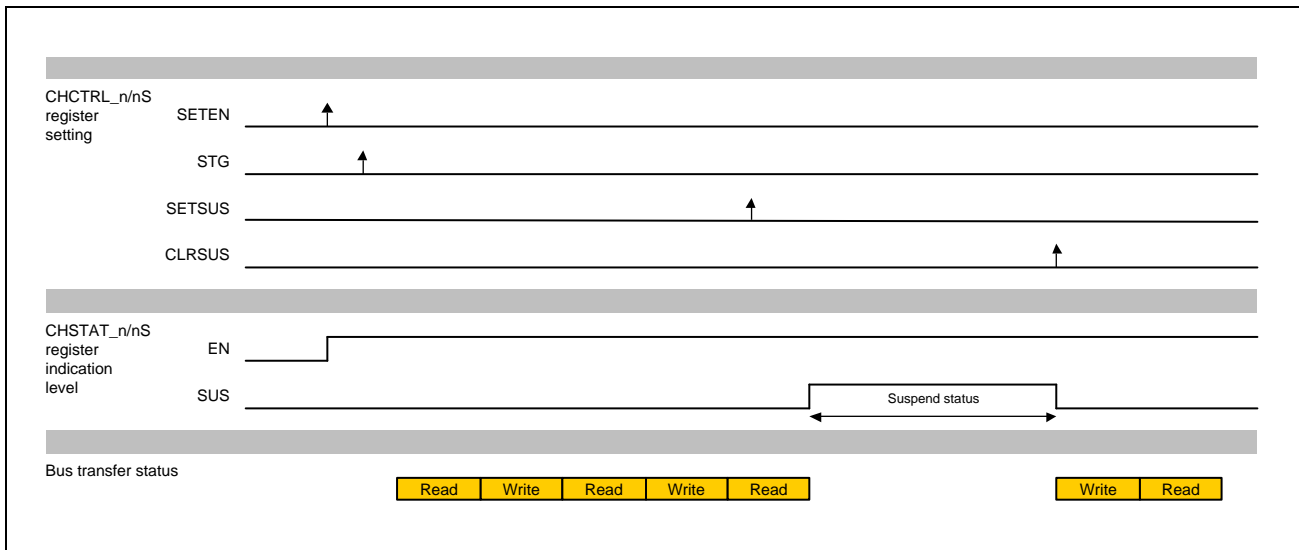 CHCTRL_n/nS
register
setting
SETEN
STG
SETSUS
CLRSUS
CHSTAT_n/nS
register
indication
level
EN
SUS
Suspend status
Bus transfer status
Read Write Read Write Read Write Read